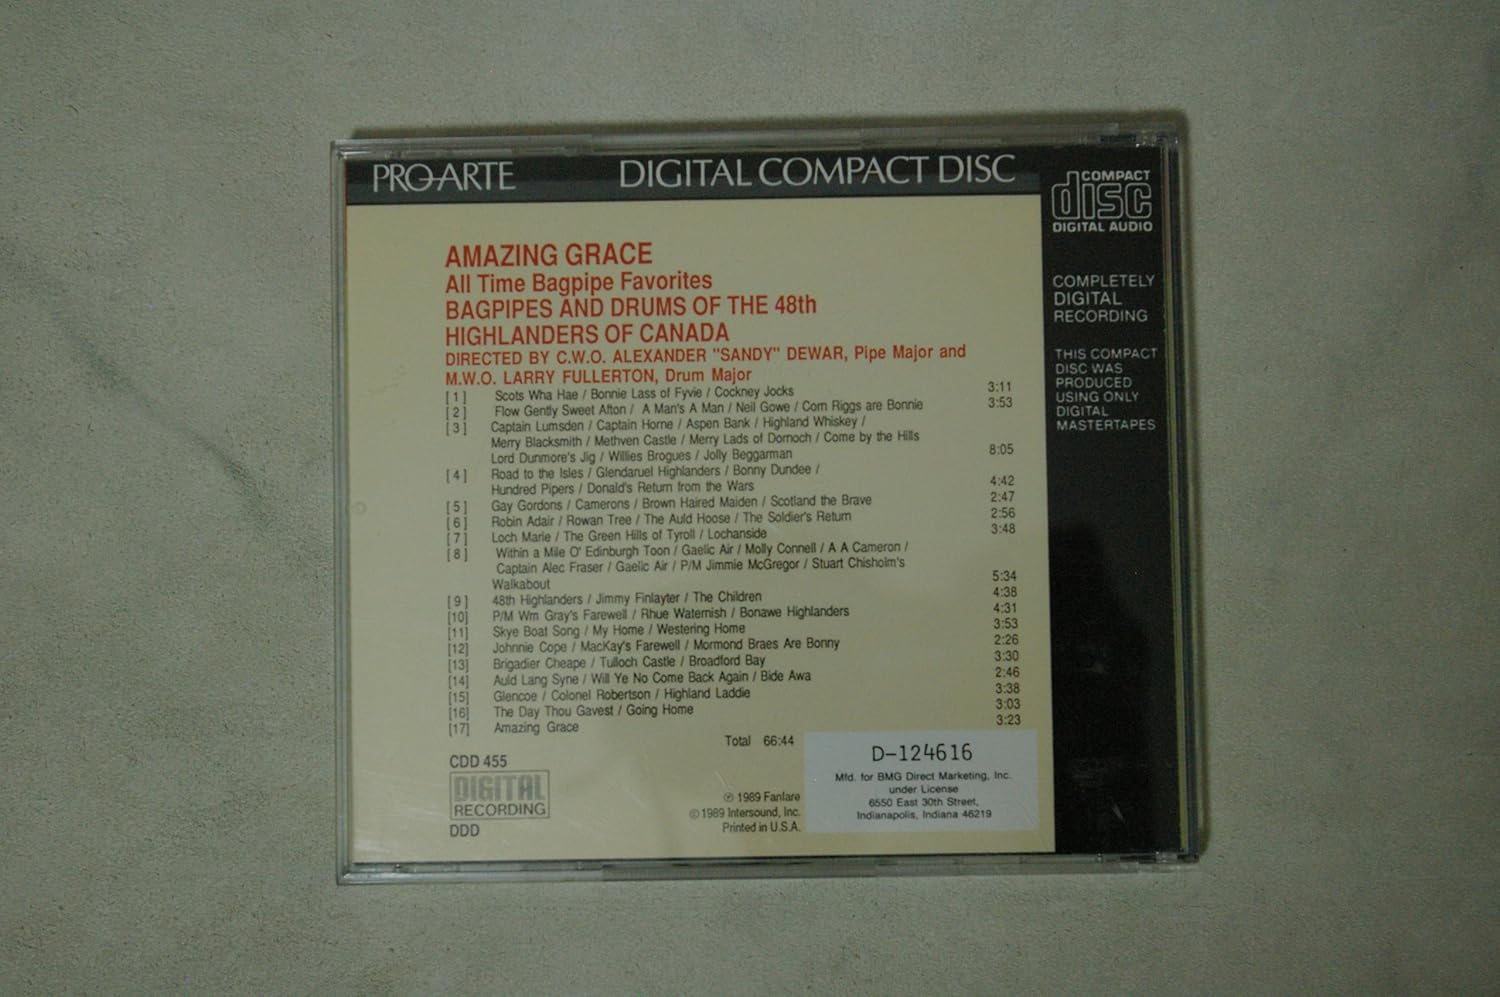 PRO-ARTE DIGITAL COMPACT DISC
AMAZING GRACE
All Time Bagpipe Favorites
BAGPIPES AND DRUMS OF THE 48th
HIGHLANDERS OF CANADA
DIRECTED BY C.W.O. ALEXANDER "SANDY" DEWAR, Pipe Major and
M.W.O. LARRY FULLERTON, Drum Major
[1] Scots Wha Hae / Bonnie Lass of Fyvie / Cockney Jocks 3:11
[2] Flow Gently Sweet Afton / A Man's A Man / Neil Gowe / Corn Riggs are Bonnie 3:53
[3] Captain Lumsden / Captain Horne / Aspen Bank / Highland Whiskey /
Merry Blacksmith / Methven Castle / Merry Lads of Dornoch / Come by the Hills
Lord Dunmore's Jig / Willies Brogues / Jolly Beggarman 8:05
[4] Road to the Isles / Glendaruel Highlanders / Bonny Dundee /
Hundred Pipers / Donald's Return from the Wars 4:42
[5] Gay Gordons / Camerons / Brown Haired Maiden / Scotland the Brave 2:47
[6] Robin Adair / Rowan Tree / The Auld Hoose / The Soldier's Return 2:56
[7] Loch Marie / The Green Hills of Tyroll / Lochanside 3:48
[8] Within a Mile O' Edinburgh Toon / Gaelic Air / Molly Connell / A A Cameron /
Captain Alec Fraser / Gaelic Air / P/M Jimmie McGregor / Stuart Chisholm's
Walkabout 5:34
[9] 48th Highlanders / Jimmy Finlayter / The Children 4:38
[10] P/M Wm Gray's Farewell / Rhue Waternish / Bonawe Highlanders 4:31
[11] Skye Boat Song / My Home / Westering Home 3:53
[12] Johnnie Cope / MacKay's Farewell / Mormond Braes Are Bonny 2:26
[13] Brigadier Cheape / Tulloch Castle / Broadford Bay 3:30
[14] Auld Lang Syne / Will Ye No Come Back Again / Bide Awa 2:46
[15] Glencoe / Colonel Robertson / Highland Laddie 3:38
[16] The Day Thou Gavest / Going Home 3:03
[17] Amazing Grace 3:23
Total 66:44
CDD 455
DIGITAL
RECORDING
DDD
℗ 1989 Fanfare
© 1989 Intersound, Inc.
Printed in U.S.A.
D-124616
Mfd. for BMG Direct Marketing, Inc.
under License
6550 East 30th Street,
Indianapolis, Indiana 46219
COMPACT
disc
DIGITAL AUDIO
COMPLETELY
DIGITAL
RECORDING
THIS COMPACT
DISC WAS
PRODUCED
USING ONLY
DIGITAL
MASTERTAPES